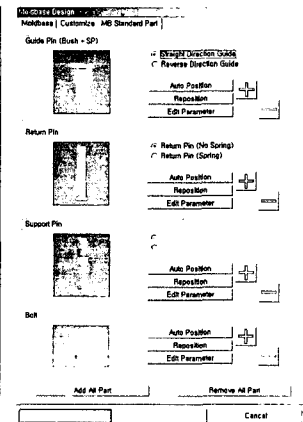 Moldbase Design
Moldbase | Customize MB Standard Part
Guide Pin (Bush + SP)
Straight Direction Guide
Reverse Direction Guide
Auto Position
Reposition
Edit Parameter
Return Pin
Return Pin (No Spring)
Return Pin (Spring)
Auto Position
Reposition
Edit Parameter
Support Pin
Auto Position
Reposition
Edit Parameter
Bolt
Auto Position
Reposition
Edit Parameter
Add All Part
Remove All Part
Cancel